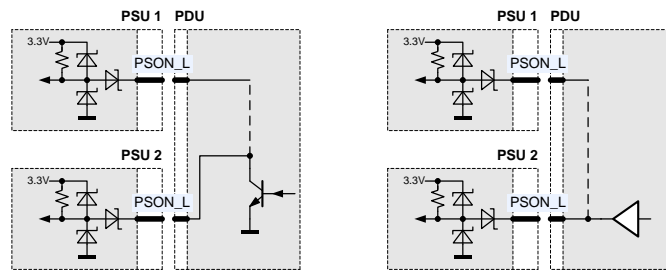 PSU 1 PDU
3.3V
PSON_L
PSU 2
3.3V
PSON_L
PSU 1 PDU
3.3V
PSON_L
PSU 2
3.3V
PSON_L